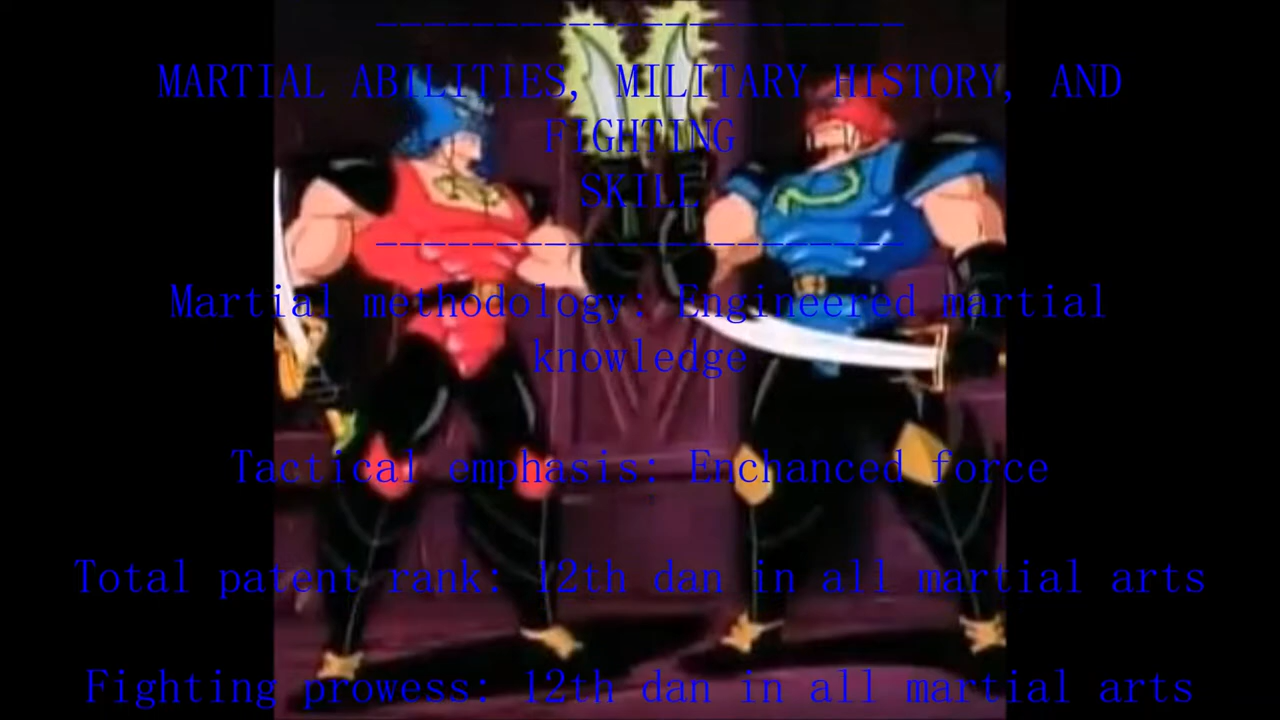 ----------------------
MARTIAL ABILITIES, MILITARY HISTORY, AND
FIGHTING
SKILL
----------------------
Martial methodology: Engineered martial
knowledge
Tactical emphasis: Enchanced force
Total patent rank: 12th dan in all martial arts
Fighting prowess: 12th dan in all martial arts